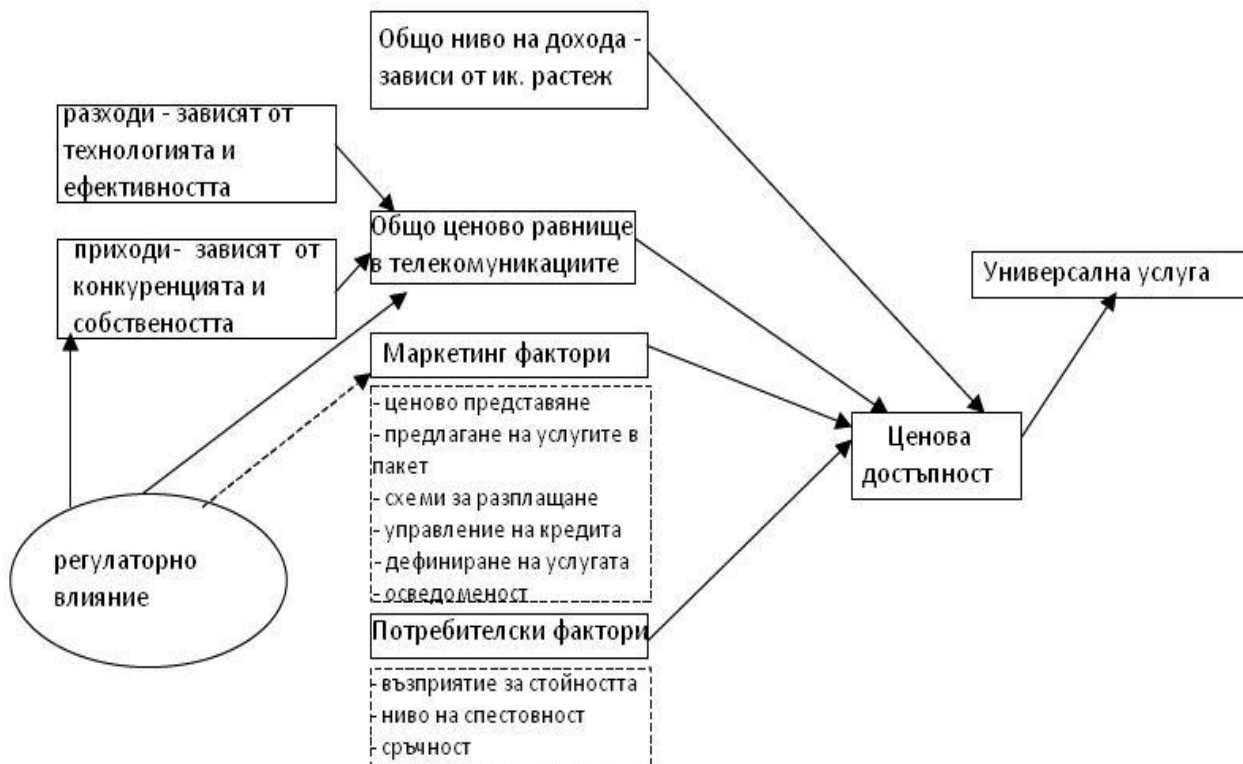 Общо ниво на дохода -
зависи от ик. растеж
разходи - зависят от
технологията и
ефективността
приходи- зависят от
конкуренцията и
собствеността
Общо ценово равнище
в телекомуникациите
Универсална услуга
Маркетинг фактори
- ценово представяне
- предлагане на услугите в
пакет
- схеми за разплащане
- управление на кредита
- дефиниране на услугата
- осведоменост
Ценова
достъпност
регулаторно
влияние
Потребителски фактори
- възприятие за стойността
- ниво на спестовност
- сръчност